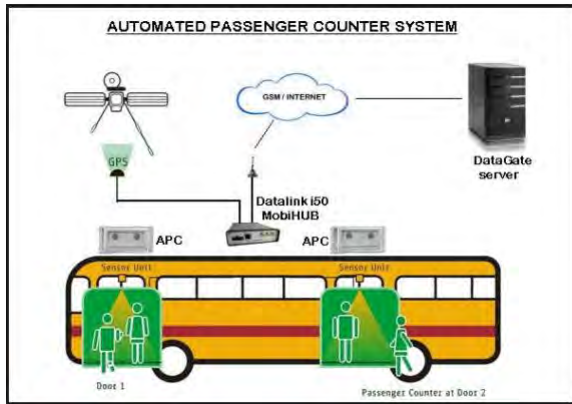 AUTOMATED PASSENGER COUNTER SYSTEM
GSM / INTERNET
GPS
DataGate
server
Datalink i50
MobiHUB
APC
APC
Sensor Unit
Sensor Unit
Door 1
Passenger Counter at Door 2